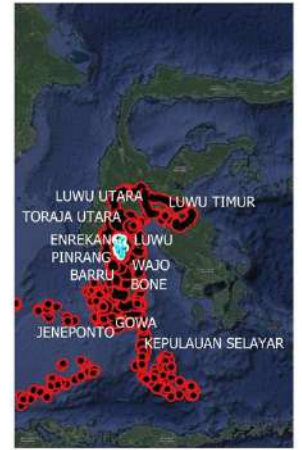 LUWU UTARA
LUWU TIMUR
TORAJA UTARA
ENREKANG
LUWU
PINRANG
WAJO
BARRU
BONE
GOWA
JENEPONTO
KEPULAUAN SELAYAR